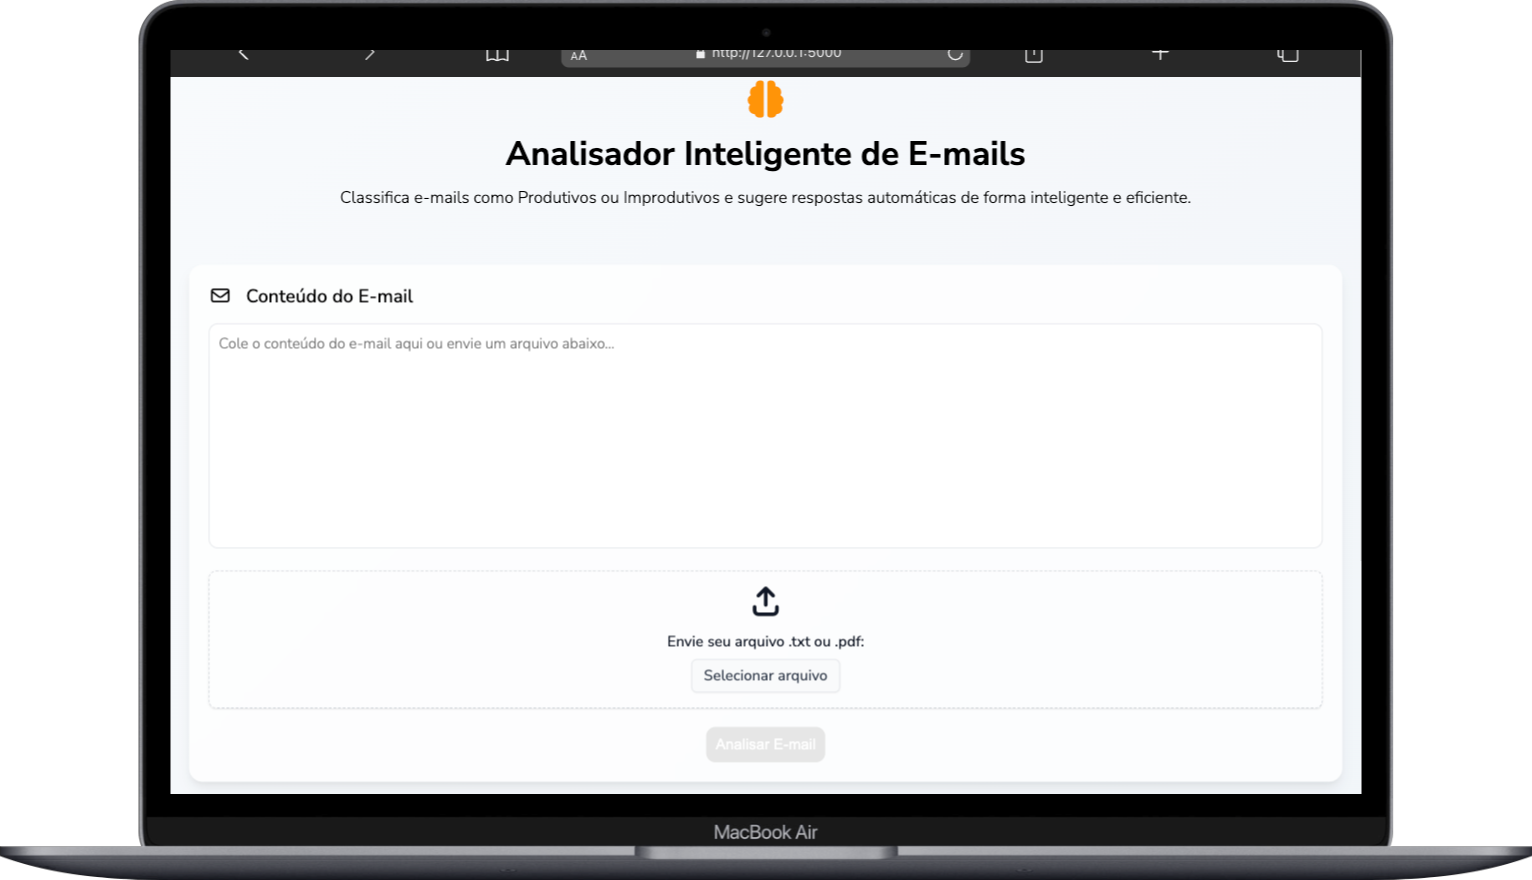 AA
http://127.0.0.1:5000
Analisador Inteligente de E-mails
Classifica e-mails como Produtivos ou Improdutivos e sugere respostas automáticas de forma inteligente e eficiente.
Conteúdo do E-mail
Cole o conteúdo do e-mail aqui ou envie um arquivo abaixo...
Envie seu arquivo .txt ou .pdf:
Selecionar arquivo
Analisar E-mail
MacBook Air